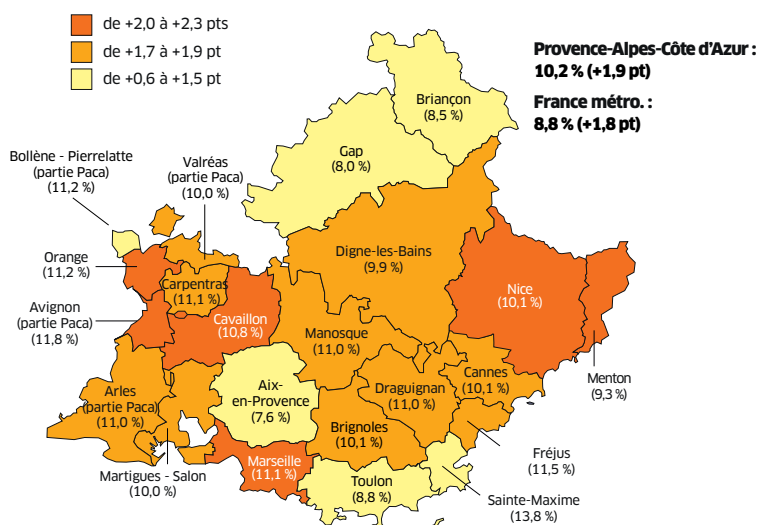 de +2,0 à +2,3 pts
de +1,7 à +1,9 pt
de +0,6 à +1,5 pt
Provence-Alpes-Côte d’Azur :
10,2 % (+1,9 pt)
France métro. :
8,8 % (+1,8 pt)
Briançon
(8,5 %)
Gap
(8,0 %)
Bollène - Pierrelatte
(partie Paca)
(11,2 %)
Valréas
(partie Paca)
(10,0 %)
Orange
(11,2 %)
Carpentras
(11,1 %)
Digne-les-Bains
(9,9 %)
Nice
(10,1 %)
Avignon
(partie Paca)
(11,8 %)
Cavaillon
(10,8 %)
Manosque
(11,0 %)
Menton
(9,3 %)
Cannes
(10,1 %)
Arles
(partie Paca)
(11,0 %)
Aix-
en-Provence
(7,6 %)
Draguignan
(11,0 %)
Brignoles
(10,1 %)
Fréjus
(11,5 %)
Marseille
(11,1 %)
Martigues - Salon
(10,0 %)
Toulon
(8,8 %)
Sainte-Maxime
(13,8 %)